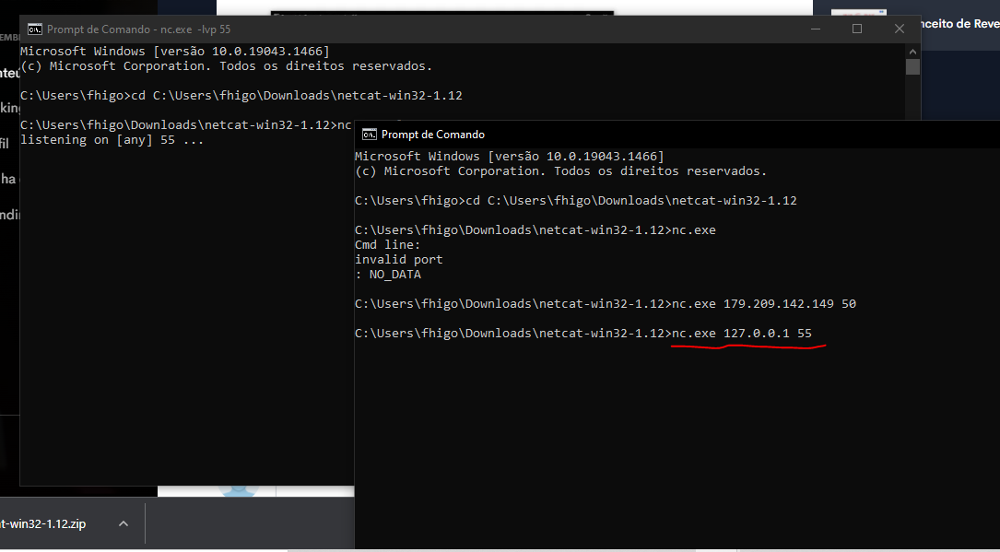 Prompt de Comando - nc.exe -lvp 55
Microsoft Windows [versão 10.0.19043.1466]
(c) Microsoft Corporation. Todos os direitos reservados.
C:\Users\fhigo>cd C:\Users\fhigo\Downloads\netcat-win32-1.12
C:\Users\fhigo\Downloads\netcat-win32-1.12>nc
listening on [any] 55 ...
Prompt de Comando
Microsoft Windows [versão 10.0.19043.1466]
(c) Microsoft Corporation. Todos os direitos reservados.
C:\Users\fhigo>cd C:\Users\fhigo\Downloads\netcat-win32-1.12
C:\Users\fhigo\Downloads\netcat-win32-1.12>nc.exe
Cmd line:
invalid port
: NO_DATA
C:\Users\fhigo\Downloads\netcat-win32-1.12>nc.exe 179.209.142.149 50
C:\Users\fhigo\Downloads\netcat-win32-1.12>nc.exe 127.0.0.1 55
nceito de Reve
EMB
nteu
king
fil
ha
ndi
t-win32-1.12.zip